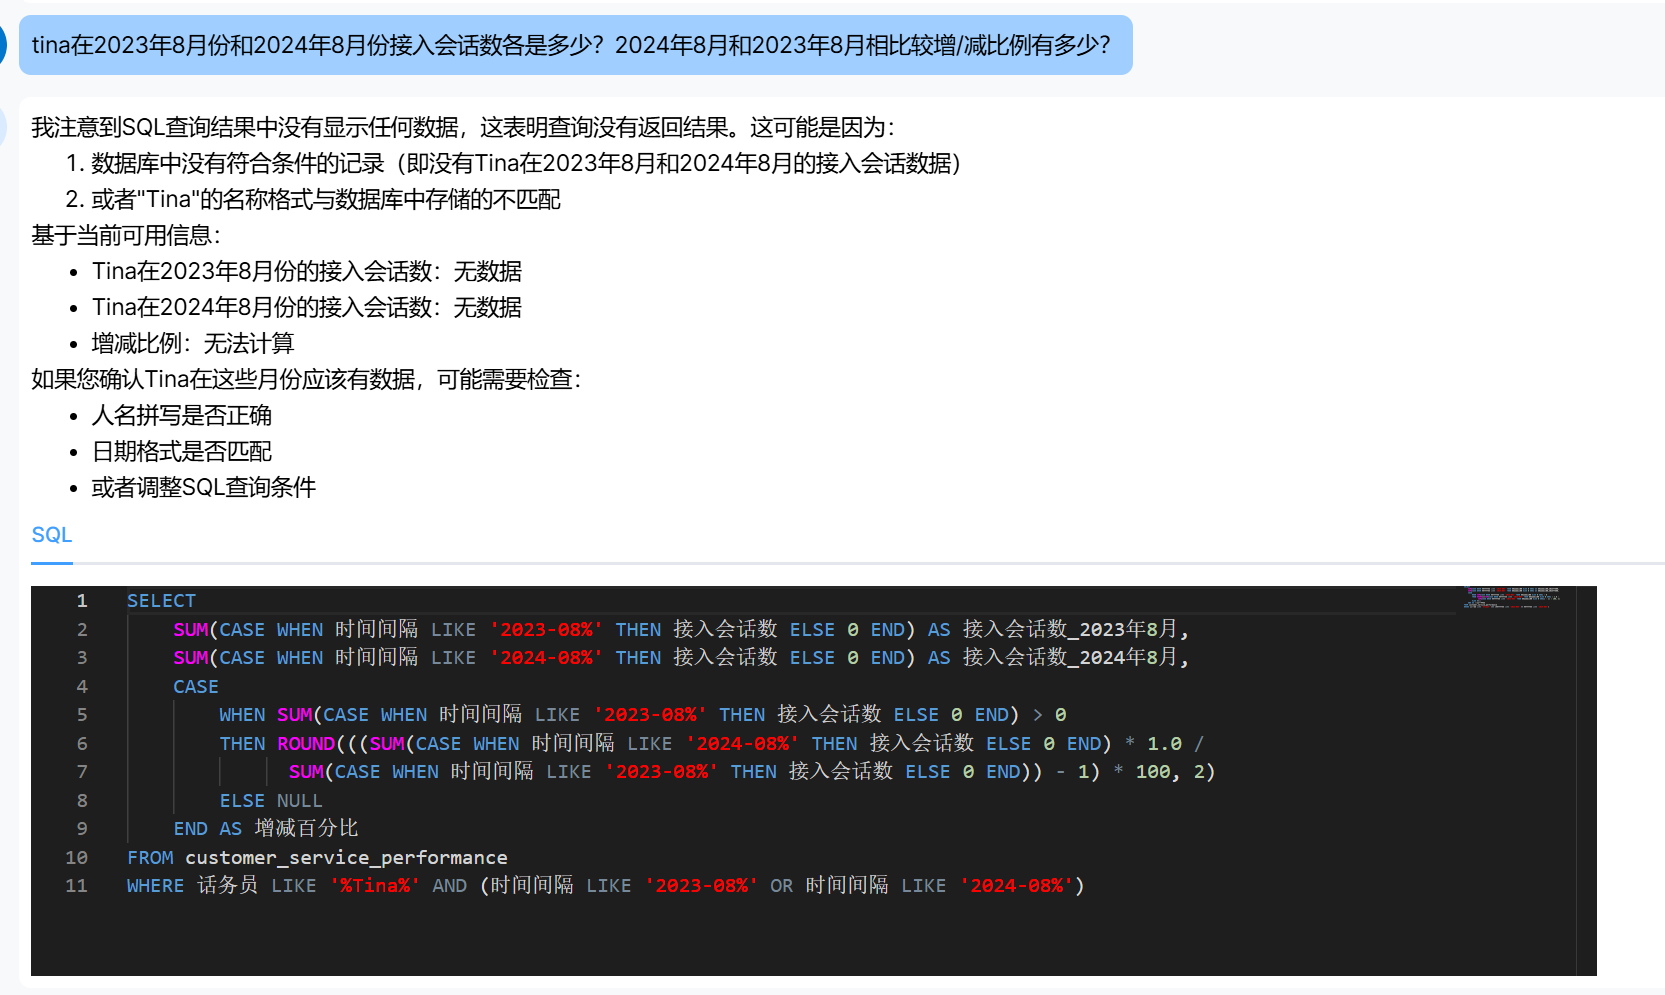 tina在2023年8月份和2024年8月份接入会话数各是多少？2024年8月和2023年8月相比较增/减比例有多少？
我注意到SQL查询结果中没有显示任何数据，这表明查询没有返回结果。这可能是因为：
1. 数据库中没有符合条件的记录（即没有Tina在2023年8月和2024年8月的接入会话数据）
2. 或者"Tina"的名称格式与数据库中存储的不匹配
基于当前可用信息：
• Tina在2023年8月份的接入会话数：无数据
• Tina在2024年8月份的接入会话数：无数据
• 增减比例：无法计算
如果您确认Tina在这些月份应该有数据，可能需要检查：
• 人名拼写是否正确
• 日期格式是否匹配
• 或者调整SQL查询条件
SQL
1 SELECT
2 SUM(CASE WHEN 时间间隔 LIKE '2023-08%' THEN 接入会话数 ELSE 0 END) AS 接入会话数_2023年8月,
3 SUM(CASE WHEN 时间间隔 LIKE '2024-08%' THEN 接入会话数 ELSE 0 END) AS 接入会话数_2024年8月,
4 CASE
5 WHEN SUM(CASE WHEN 时间间隔 LIKE '2023-08%' THEN 接入会话数 ELSE 0 END) > 0
6 THEN ROUND(((SUM(CASE WHEN 时间间隔 LIKE '2024-08%' THEN 接入会话数 ELSE 0 END) * 1.0 /
7 SUM(CASE WHEN 时间间隔 LIKE '2023-08%' THEN 接入会话数 ELSE 0 END)) - 1) * 100, 2)
8 ELSE NULL
9 END AS 增减百分比
10 FROM customer_service_performance
11 WHERE 话务员 LIKE '%Tina%' AND (时间间隔 LIKE '2023-08%' OR 时间间隔 LIKE '2024-08%')